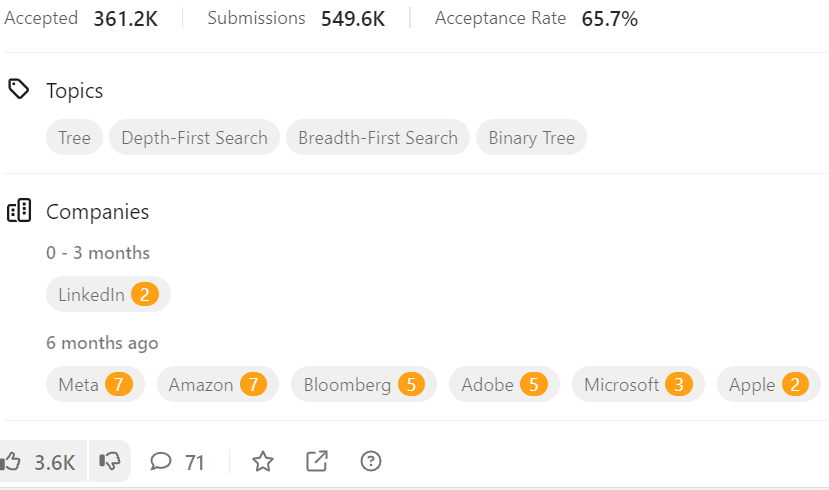 Accepted 361.2K Submissions 549.6K Acceptance Rate 65.7%
Topics
Tree Depth-First Search Breadth-First Search Binary Tree
Companies
0 - 3 months
LinkedIn 2
6 months ago
Meta 7 Amazon 7 Bloomberg 5 Adobe 5 Microsoft 3 Apple 2
3.6K 71